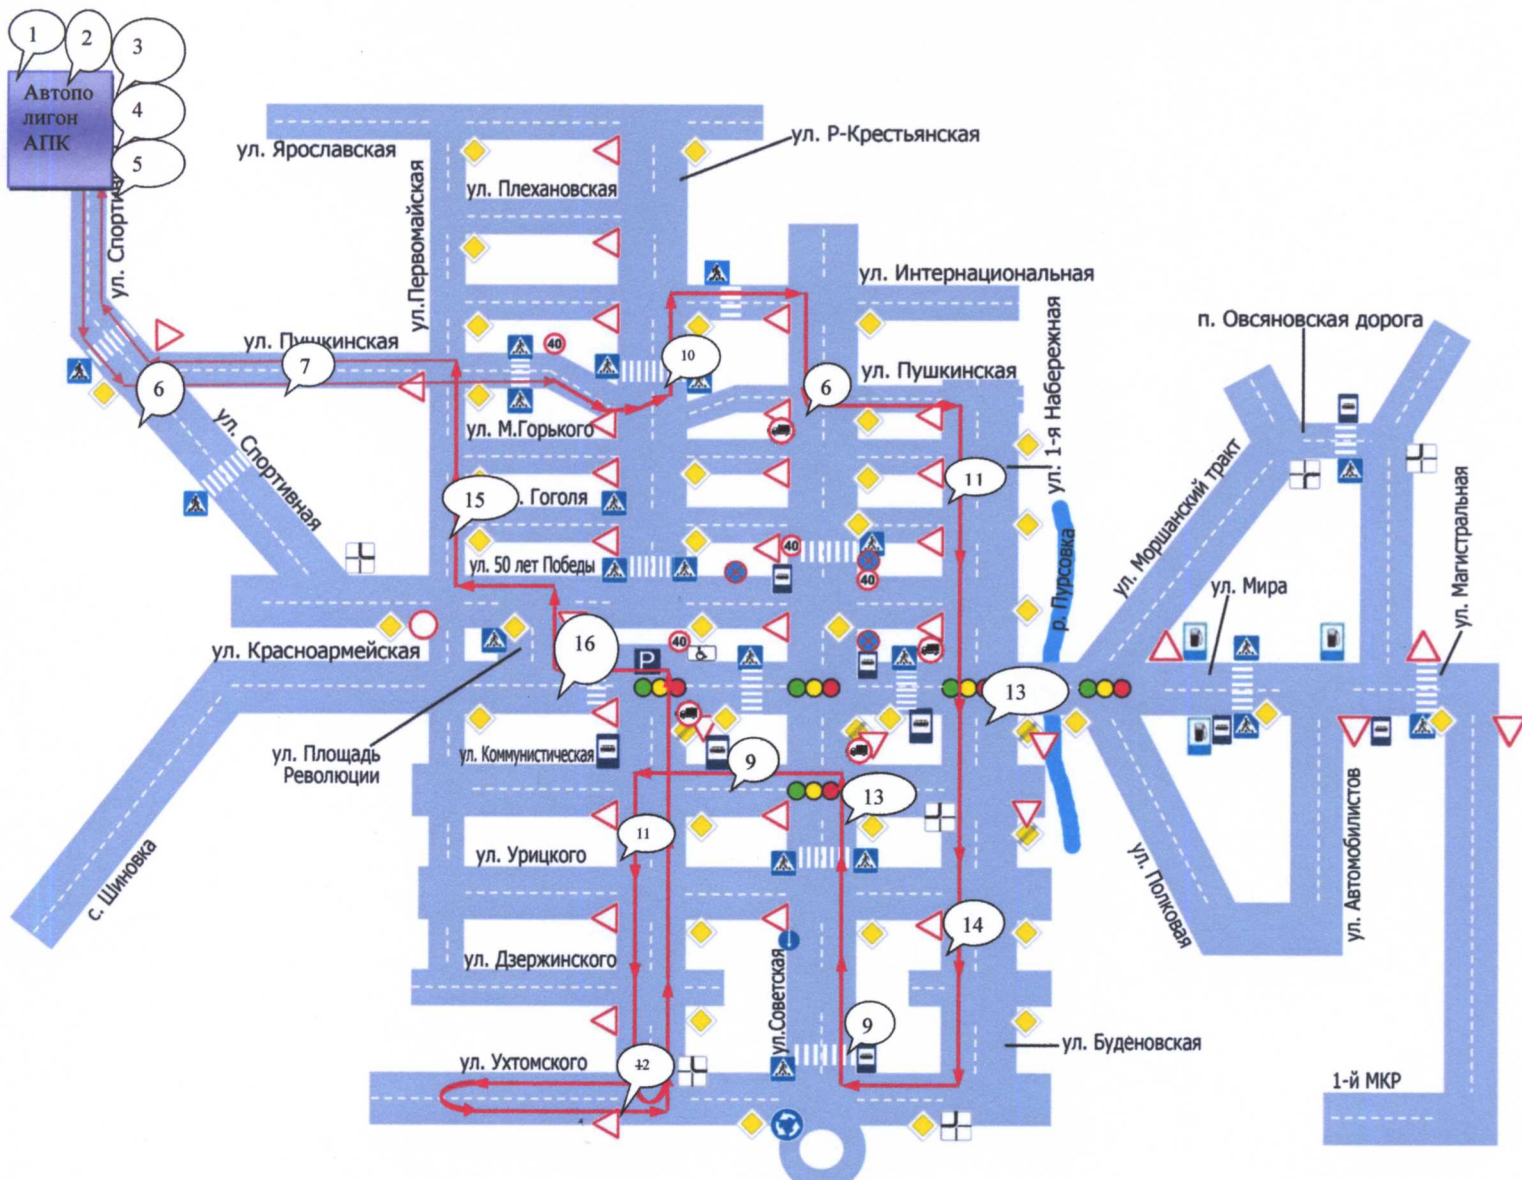 1
2
3
4
5
Автопо
лигон
АПК
ул. Р-Крестьянская
ул. Ярославская
ул. Плехановская
ул. Первомайская
ул. Интернациональная
ул. 1-я Набережная
п. Овсяновская дорога
ул. Пушкинская
40
10
7
6
6
ул. Пушкинская
ул. М.Горького
ул. Спортивная
11
15
Гоголя
40
ул. Моршанский тракт
ул. Магистральная
ул. 50 лет Победы
40
р. Пурсовка
ул. Мира
ул. Красноармейская
16
40
P
13
ул. Площадь
Революции
ул. Коммунистическая
9
13
11
ул. Урицкого
с. Шиновка
ул. Полковая
ул. Автомобилистов
14
ул. Дзержинского
ул.Советская
9
ул. Буденовская
ул. Ухтомского
12
1-й МКР